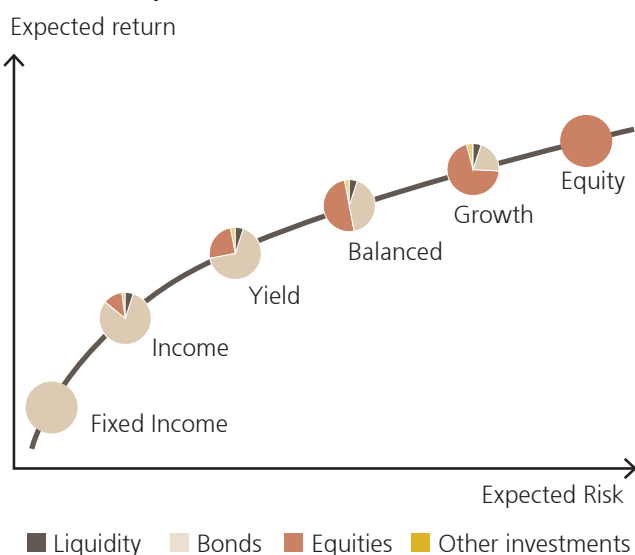 Expected return
Equity
Growth
Balanced
Yield
Income
Fixed Income
Expected Risk
Liquidity Bonds Equities Other investments